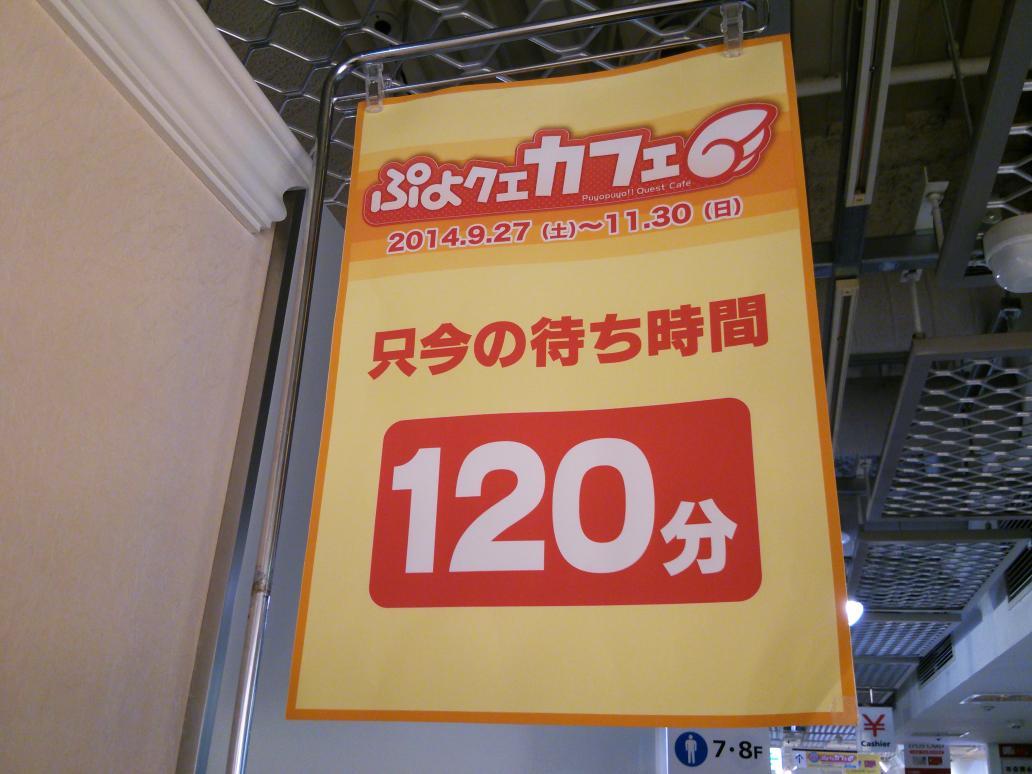 ぷよクエカフェ
Puyopuyo!! Quest Cafe
2014.9.27 (土)～11.30 (日)
只今の待ち時間
120分
7・8F
¥
Cashier